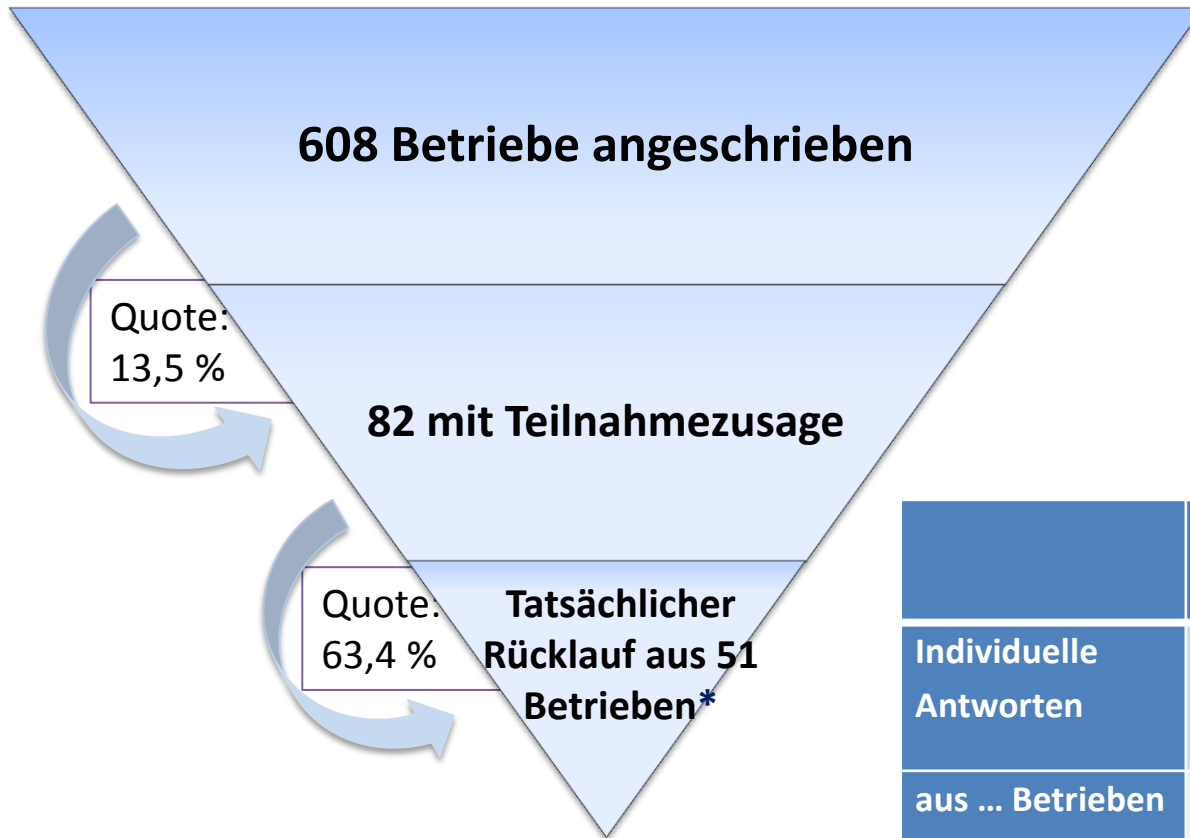 608 Betriebe angeschrieben
Quote:
13,5 %
82 mit Teilnahmezusage
Quote:
63,4 %
Tatsächlicher
Rücklauf aus 51
Betrieben*
Individuelle
Antworten
aus ... Betrieben